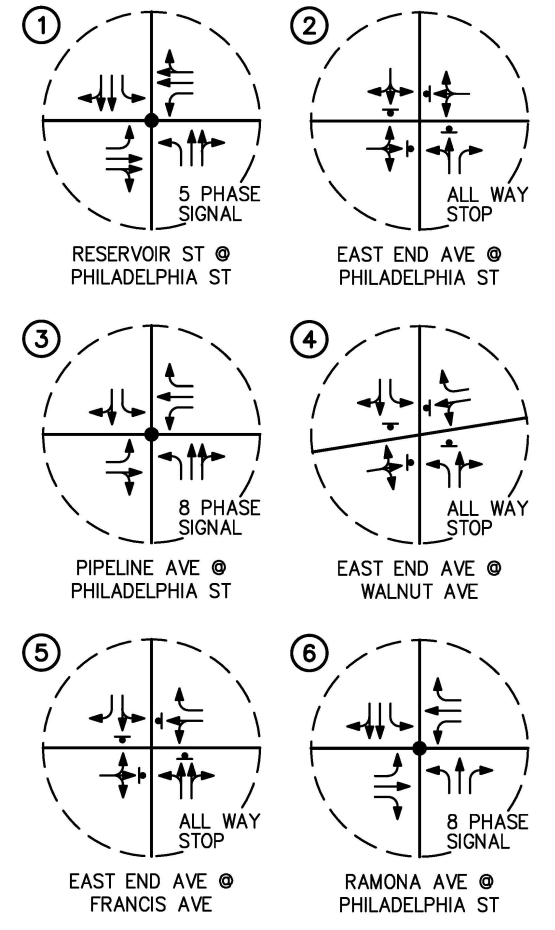 1
5 PHASE
SIGNAL
RESERVOIR ST @
PHILADELPHIA ST
2
ALL WAY
STOP
EAST END AVE @
PHILADELPHIA ST
3
8 PHASE
SIGNAL
PIPELINE AVE @
PHILADELPHIA ST
4
ALL WAY
STOP
EAST END AVE @
WALNUT AVE
5
ALL WAY
STOP
EAST END AVE @
FRANCIS AVE
6
8 PHASE
SIGNAL
RAMONA AVE @
PHILADELPHIA ST